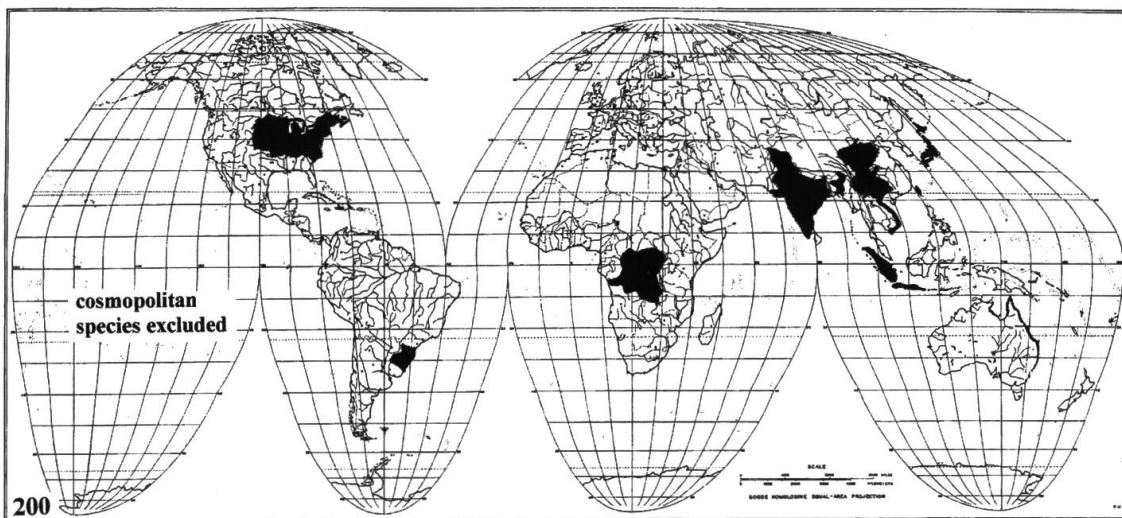 cosmopolitan
species excluded
200
SCALE
GOODE HOMOLOSINE EQUAL-AREA PROJECTION